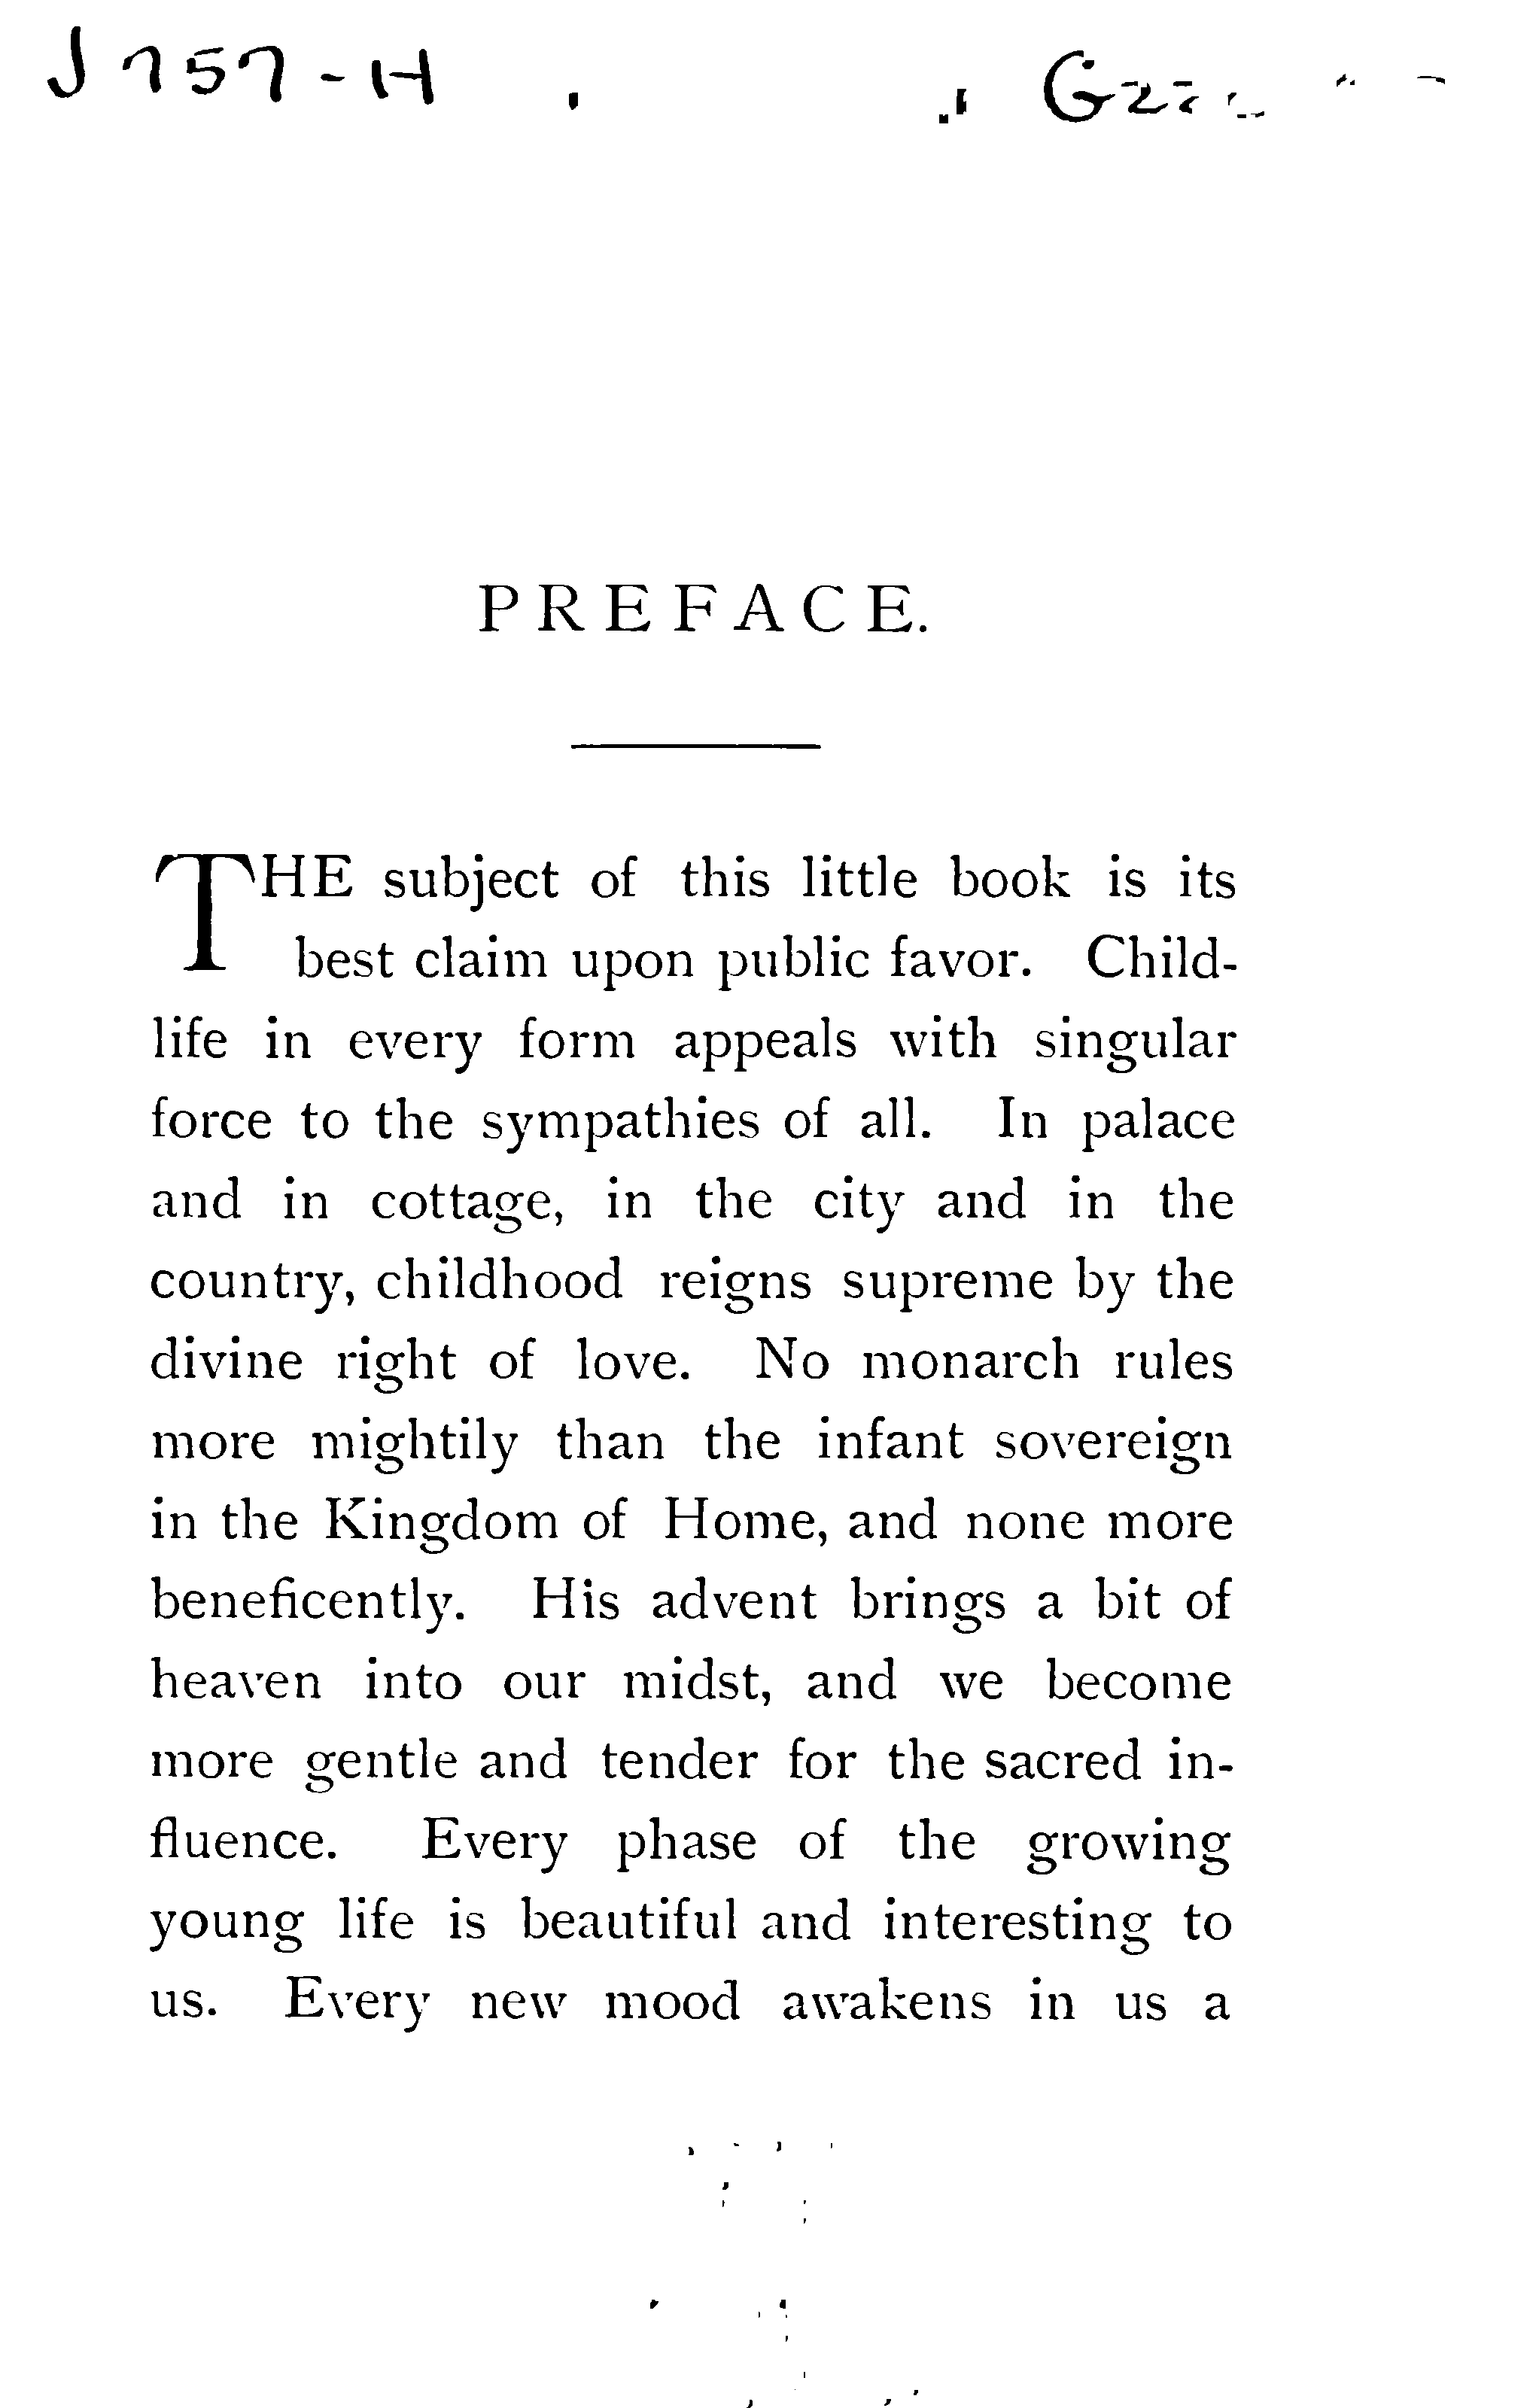 J757-H
PREFACE.
THE subject of this little book is its
best claim upon public favor. Child-
life in every form appeals with singular
force to the sympathies of all. In palace
and in cottage, in the city and in the
country, childhood reigns supreme by the
divine right of love. No monarch rules
more mightily than the infant sovereign
in the Kingdom of Home, and none more
beneficently. His advent brings a bit of
heaven into our midst, and we become
more gentle and tender for the sacred in-
fluence. Every phase of the growing
young life is beautiful and interesting to
us. Every new mood awakens in us a